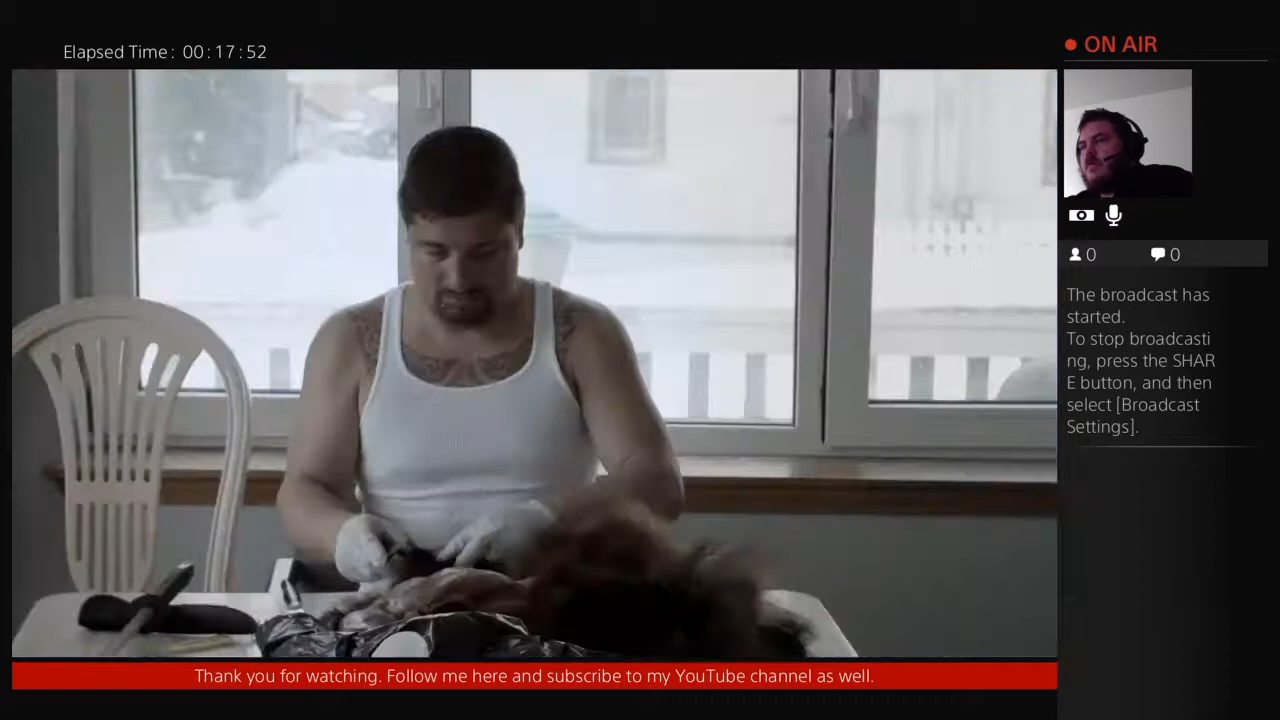 Elapsed Time: 00:17:52
ON AIR
0 0
The broadcast has
started.
To stop broadcasti
ng, press the SHAR
E button, and then
select [Broadcast
Settings].
Thank you for watching. Follow me here and subscribe to my YouTube channel as well.